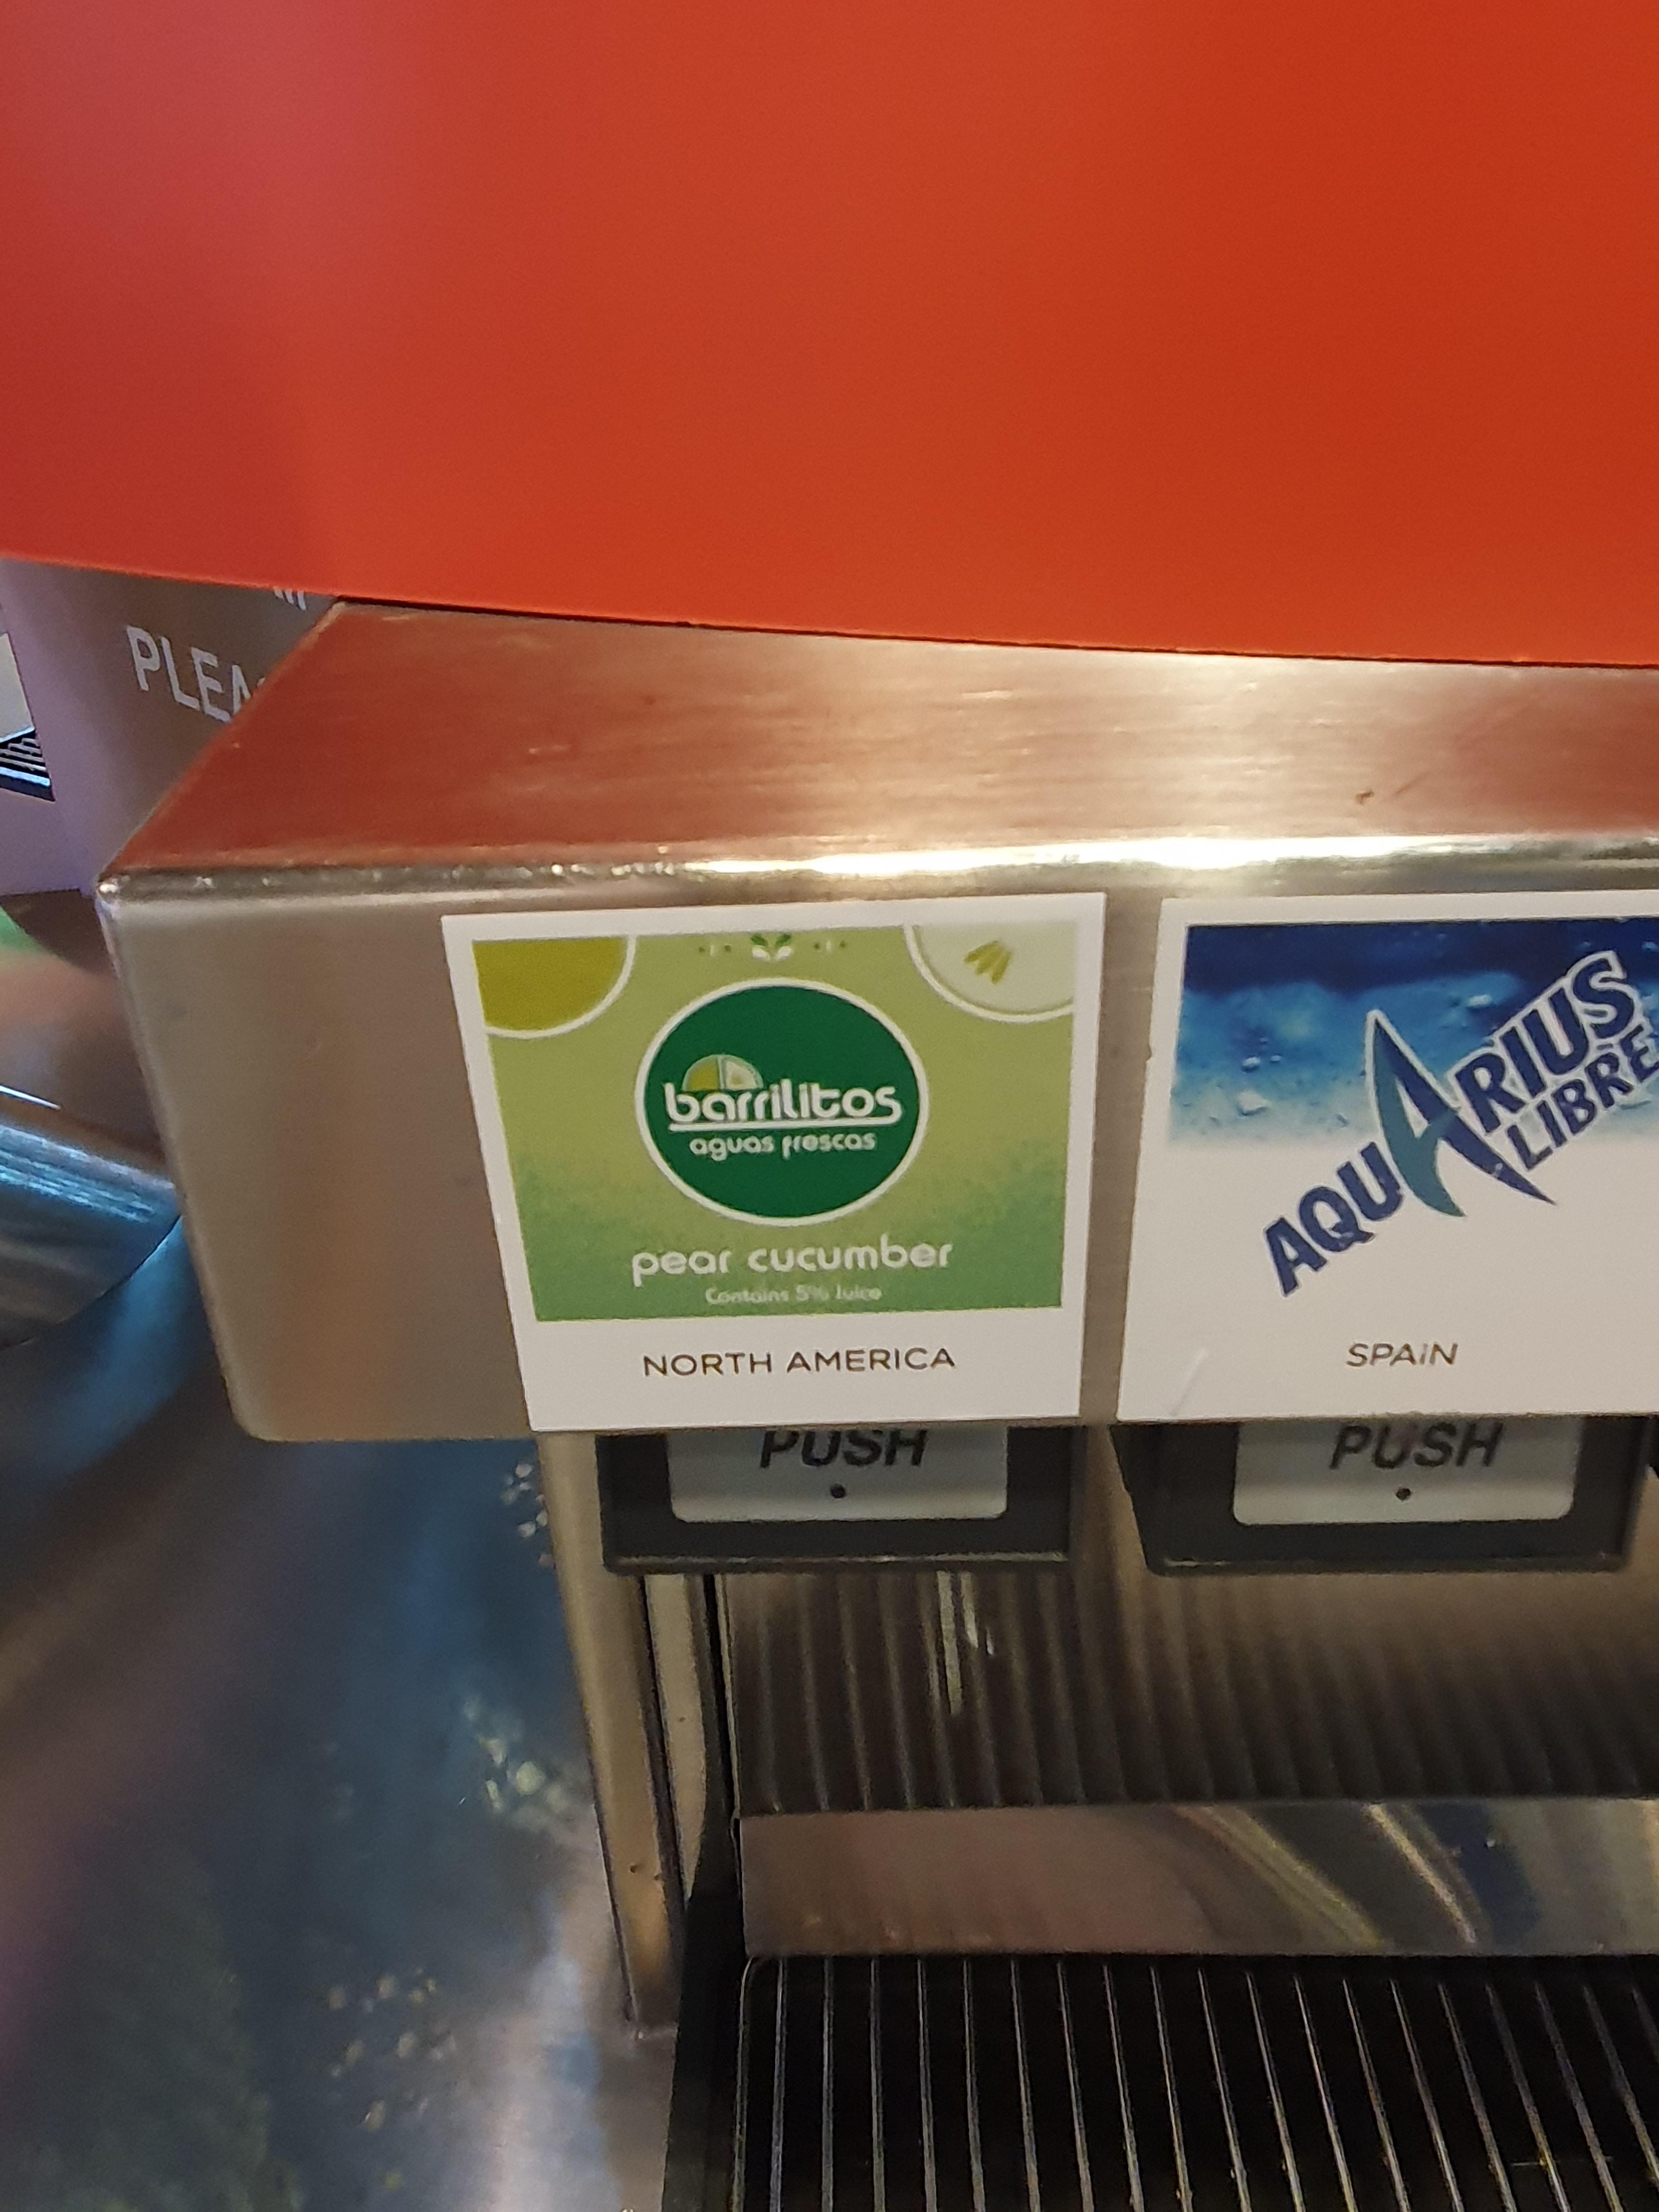 PLEA
barrilitos
aguas frescas
pear cucumber
Contains 5% Juice
NORTH AMERICA
PUSH
AQUARIUS
LIBRE
SPAIN
PUSH